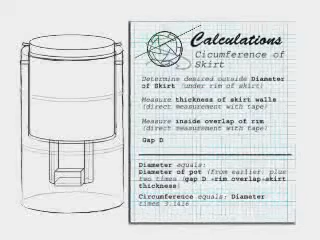 Calculations
Cicumference of
Skirt
Determine desired outside Diameter
of Skirt (under rim of skirt)
Measure thickness of skirt walls
(direct measurement with tape)
Measure inside overlap of rim
(direct measurement with tape)
Gap D
Diameter equals:
Diameter of pot (from earlier) plus
two times (gap D +rim overlap+skirt
thickness)
Circumference equals: Diameter
times 3.1416